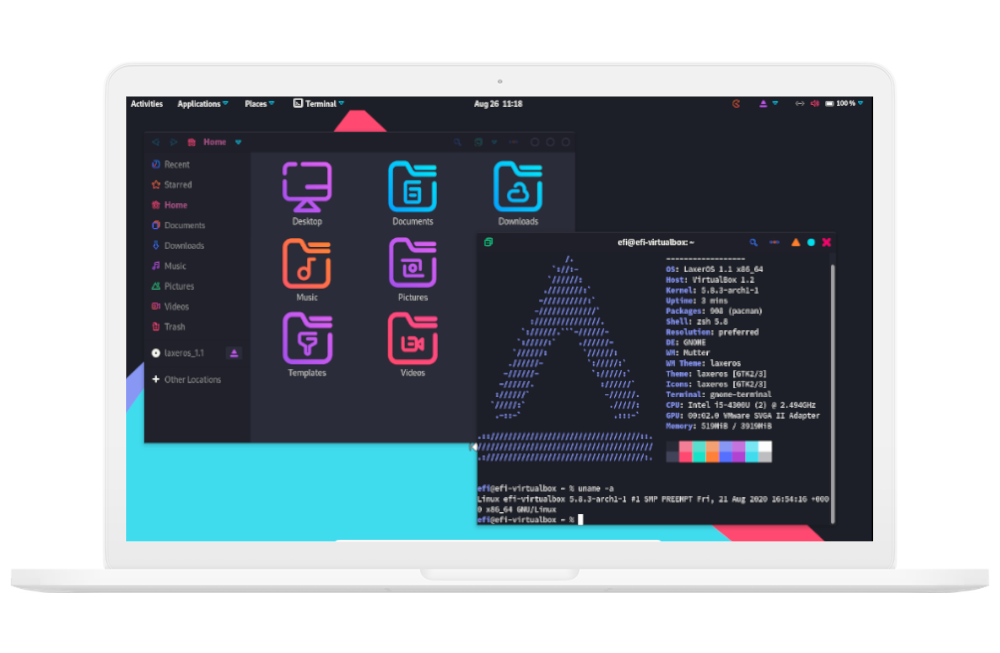 Activities Applications Places Terminal Aug 26 11:18 100 %
Home
Recent
Starred
Home
Documents
Downloads
Music
Pictures
Videos
Trash
laxeros_1.1
Other Locations
Desktop
Documents
Downloads
Music
Pictures
Templates
Videos
efi@efi-virtualbox:~
/.
`://:-
`//////:
.////////:`
-//////////:`
-/////////////`
:///////////////.
`://////.```-//////-
`://///:` .//////-
`//////: `//////:
.//////- `://///:`
-//////- `://///:`
-//////. ://////`
:://////` -//////.
`/////:` ./////:
.-::-` .:::-`
.:://////////////////////////////////::.
////////////////////////////////////////
.:////////////////////////////////////:.
------------------
OS: LaxerOS 1.1 x86_64
Host: VirtualBox 1.2
Kernel: 5.8.3-arch1-1
Uptime: 3 mins
Packages: 908 (pacman)
Shell: zsh 5.8
Resolution: preferred
DE: GNOME
WM: Mutter
WM Theme: laxeros
Theme: laxeros [GTK2/3]
Icons: laxeros [GTK2/3]
Terminal: gnome-terminal
CPU: Intel i5-4300U (2) @ 2.494GHz
GPU: 00:02.0 VMware SVGA II Adapter
Memory: 519MiB / 3919MiB
efi@efi-virtualbox ~ % uname -a
Linux efi-virtualbox 5.8.3-arch1-1 #1 SMP PREEMPT Fri, 21 Aug 2020 16:54:16 +000
0 x86_64 GNU/Linux
efi@efi-virtualbox ~ %